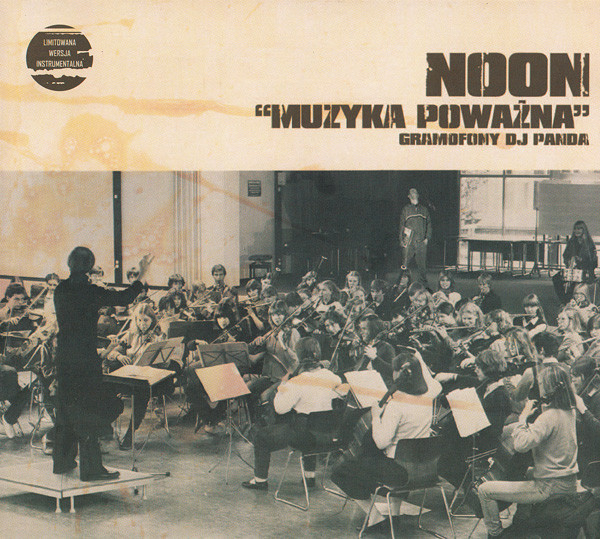 LIMITOWANA
WERSJA
INSTRUMENTALNA
NOON
“MUZYKA POWAŻNA”
GRAMOFONY DJ PANDA